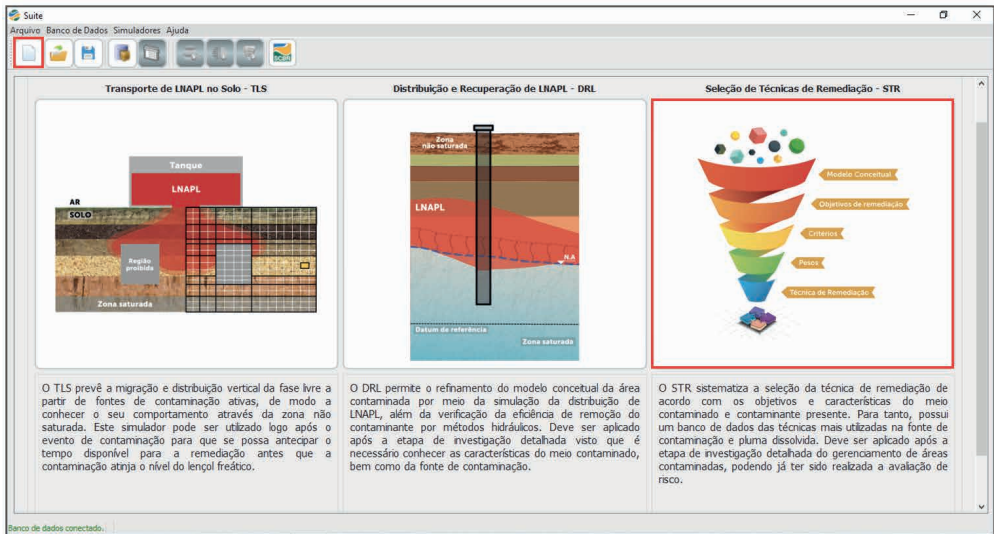 Suite
Arquivo Banco de Dados Simuladores Ajuda
SCBR
Transporte de LNAPL no Solo - TLS
Tanque
LNAPL
AR
SOLO
Região
proibida
Zona saturada
O TLS prevê a migração e distribuição vertical da fase livre a
partir de fontes de contaminação ativas, de modo a
conhecer o seu comportamento através da zona não
saturada. Este simulador pode ser utilizado logo após o
evento de contaminação para que se possa antecipar o
tempo disponível para a remediação antes que a
contaminação atinja o nível do lençol freático.
Distribuição e Recuperação de LNAPL - DRL
Zona
não saturada
LNAPL
N.A
Datum de referência
Zona saturada
O DRL permite o refinamento do modelo conceitual da área
contaminada por meio da simulação da distribuição de
LNAPL, além da verificação da eficiência de remoção do
contaminante por métodos hidráulicos. Deve ser aplicado
após a etapa de investigação detalhada visto que é
necessário conhecer as características do meio contaminado,
bem como da fonte de contaminação.
Seleção de Técnicas de Remediação - STR
Modelo Conceitual
Objetivos de remediação
Critérios
Pesos
Técnica de Remediação
O STR sistematiza a seleção da técnica de remediação de
acordo com os objetivos e características do meio
contaminado e contaminante presente. Para tanto, possui
um banco de dados das técnicas mais utilizadas na fonte de
contaminação e pluma dissolvida. Deve ser aplicado após a
etapa de investigação detalhada do gerenciamento de áreas
contaminadas, podendo já ter sido realizada a avaliação de
risco.
Banco de dados conectado.